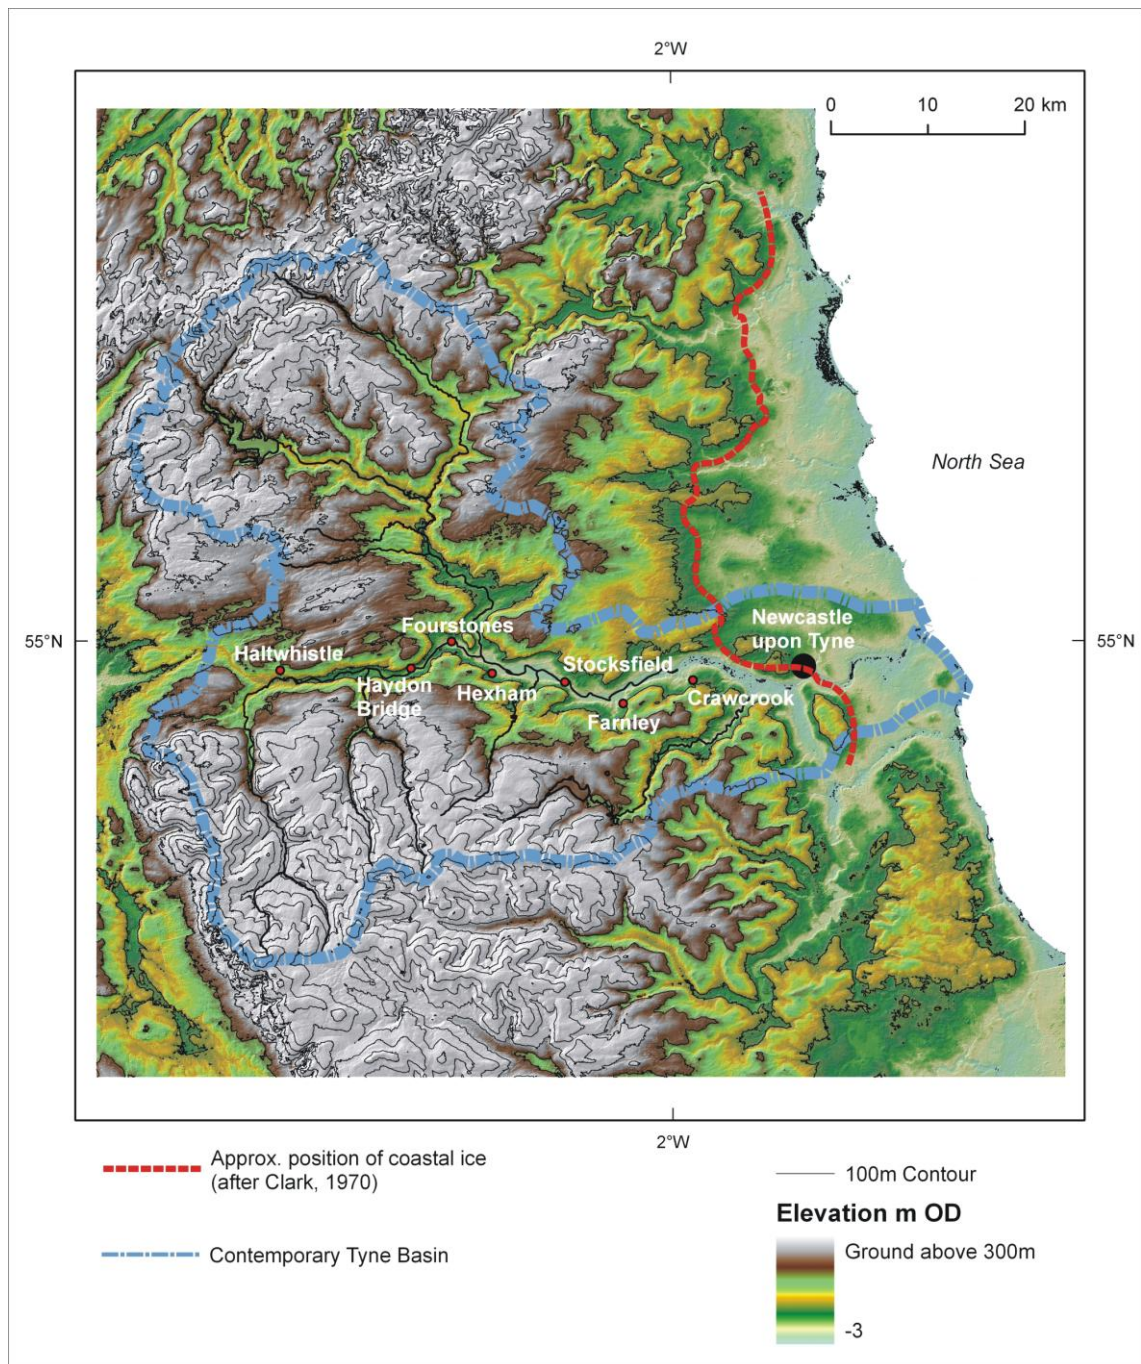 2°W
0 10 20 km
North Sea
55°N
55°N
Newcastle
upon Tyne
Fourstones
Haltwhistle
Stocksfield
Haydon
Bridge
Hexham
Crawcrook
Farnley
2°W
Approx. position of coastal ice
(after Clark, 1970)
100m Contour
Elevation m OD
Contemporary Tyne Basin
Ground above 300m
-3